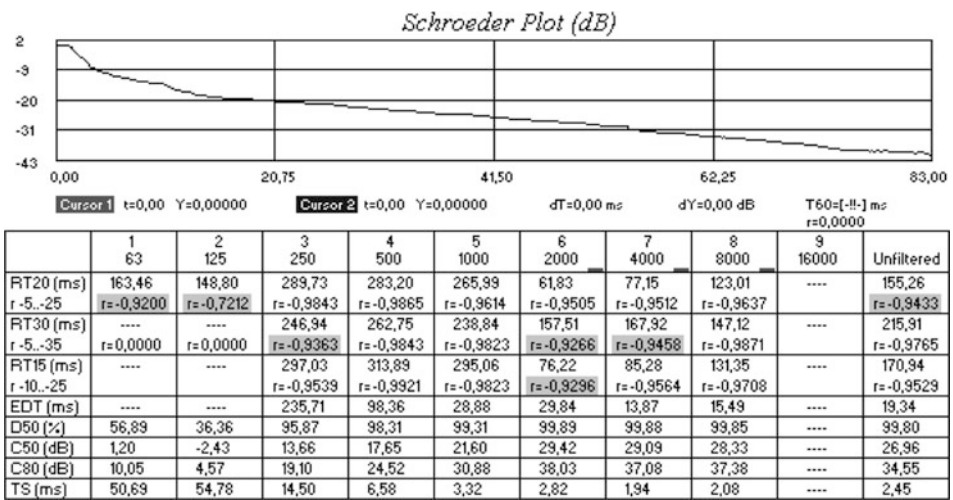 Schroeder Plot (dB)
2
-9
-20
-31
-43
0,00 20,75 41,50 62,25 83,00
Cursor 1 t=0,00 Y=0,00000 Cursor 2 t=0,00 Y=0,00000 dT=0,00 ms dY=0,00 dB T60=[-!!-] ms
r=0,0000
1 2 3 4 5 6 7 8 9
63 125 250 500 1000 2000 4000 8000 16000 Unfiltered
RT20 (ms) 163,46 148,80 289,73 283,20 265,99 61,83 77,15 123,01 ---- 155,26
r -5..-25 r=-0,9200 r=-0,7212 r=-0,9843 r=-0,9865 r=-0,9614 r=-0,9505 r=-0,9512 r=-0,9637 r=-0,9433
RT30 (ms) ---- ---- 246,94 262,75 238,84 157,51 167,92 147,12 ---- 215,91
r -5..-35 r=0,0000 r=0,0000 r=-0,9363 r=-0,9843 r=-0,9823 r=-0,9266 r=-0,9458 r=-0,9871 r=-0,9765
RT15 (ms) ---- ---- 297,03 313,89 295,06 76,22 85,28 131,35 ---- 170,94
r -10..-25 r=-0,9539 r=-0,9921 r=-0,9823 r=-0,9296 r=-0,9564 r=-0,9708 r=-0,9529
EDT (ms) ---- ---- 235,71 98,36 28,88 29,84 13,87 15,49 ---- 19,34
D50 (%) 56,89 36,36 95,87 98,31 99,31 99,89 99,88 99,85 ---- 99,80
C50 (dB) 1,20 -2,43 13,66 17,65 21,60 29,42 29,09 28,33 ---- 26,96
C80 (dB) 10,05 4,57 19,10 24,52 30,88 38,03 37,08 37,38 ---- 34,55
TS (ms) 50,69 54,78 14,50 6,58 3,32 2,82 1,94 2,08 ---- 2,45